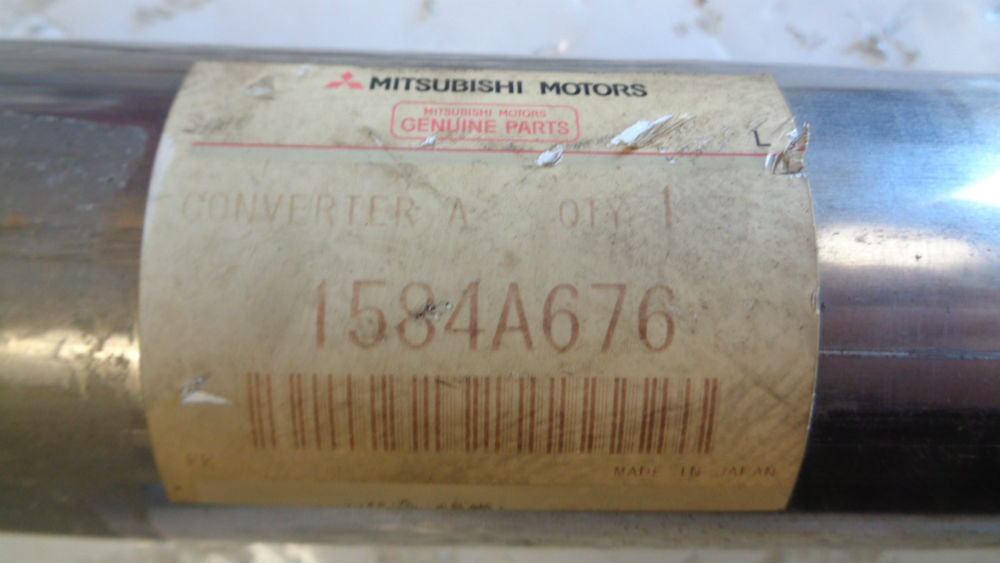 MITSUBISHI MOTORS
MITSUBISHI MOTORS
GENUINE PARTS
L
CONVERTER A QTY 1
1584A676
MADE IN JAPAN